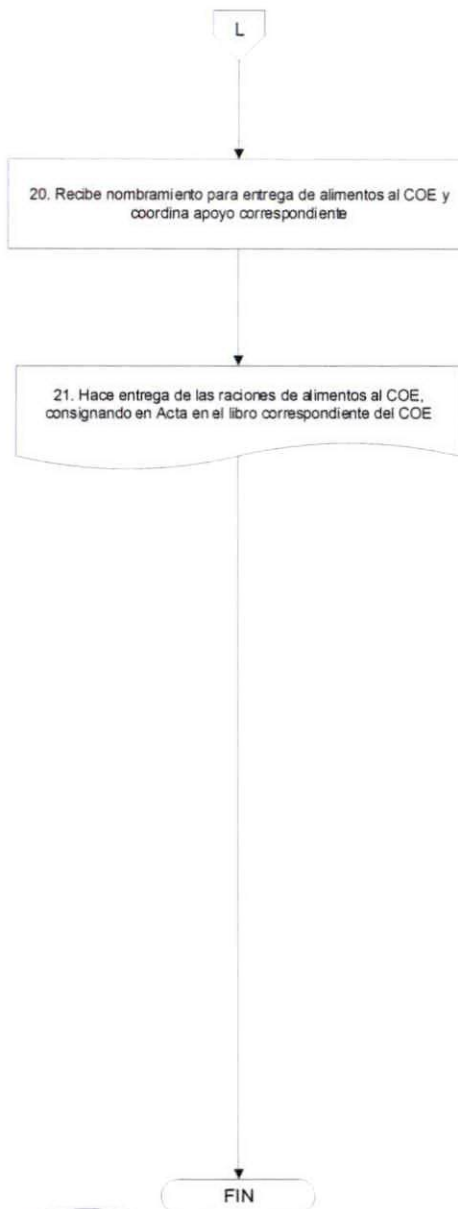 L
20. Recibe nombramiento para entrega de alimentos al COE y
coordina apoyo correspondiente
21. Hace entrega de las raciones de alimentos al COE,
consignando en Acta en el libro correspondiente del COE
FIN